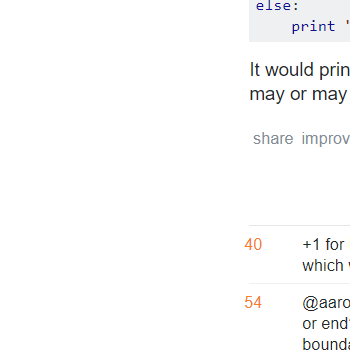 else:
print "
It would prin
may or may
share improv
40 +1 for
which
54 @aaro
or end
bounda